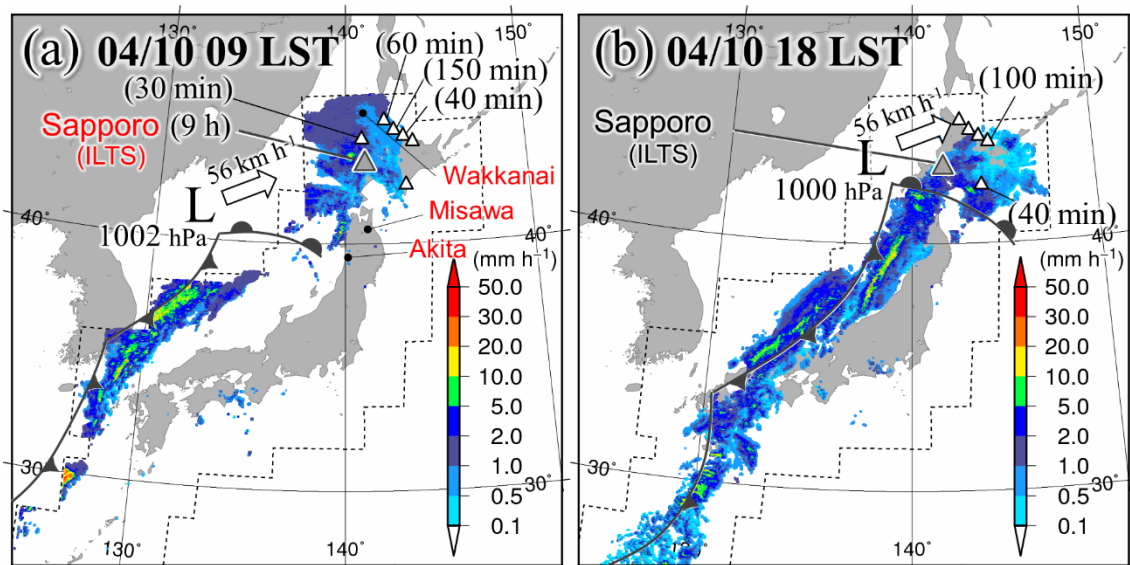 (a) 04/10 09 LST
130°
140°
150°
(60 min)
(150 min)
(30 min)
(40 min)
Sapporo (9 h)
(ILTS)
56 km h⁻¹
Wakkanai
L
Misawa
40°
40°
1002 hPa
Akita
(mm h⁻¹)
50.0
30.0
20.0
10.0
5.0
2.0
1.0
0.5
0.1
30°
30°
130°
140°
(b) 04/10 18 LST
130°
140°
150°
(100 min)
Sapporo
(ILTS)
56 km h⁻¹
L
1000 hPa
40°
(40 min)
40°
(mm h⁻¹)
50.0
30.0
20.0
10.0
5.0
2.0
1.0
0.5
0.1
30°
30°
130°
140°